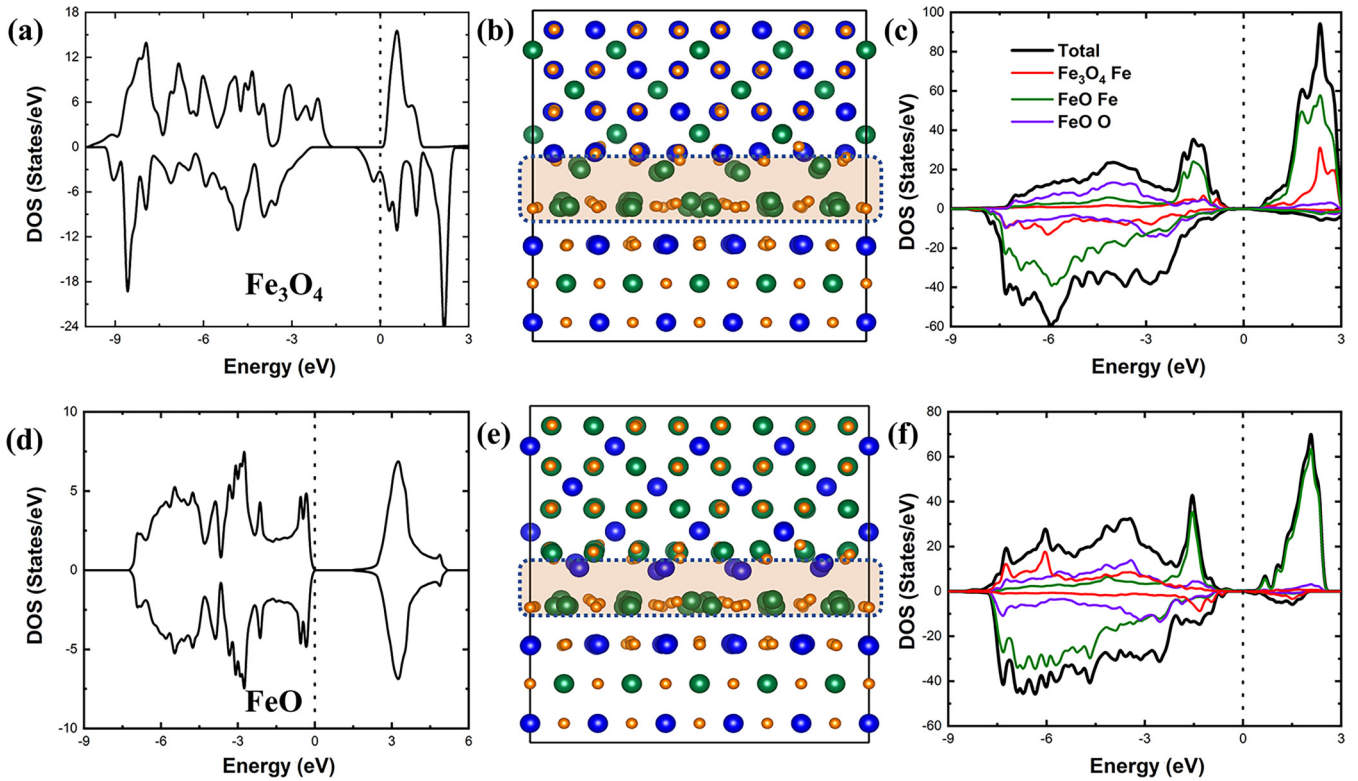 (a)
18
12
6
0
-6
-12
-18
-24
DOS (States/eV)
Fe₃O₄
-9
-6
-3
0
3
Energy (eV)
(b)
(c)
100
80
60
40
20
0
-20
-40
-60
DOS (States/eV)
Total
Fe₃O₄ Fe
FeO Fe
FeO O
-9
-6
-3
0
3
Energy (eV)
(d)
10
5
0
-5
-10
DOS (States/eV)
FeO
-9
-6
-3
0
3
6
Energy (eV)
(e)
(f)
80
60
40
20
0
-20
-40
-60
DOS (States/eV)
-9
-6
-3
0
3
Energy (eV)